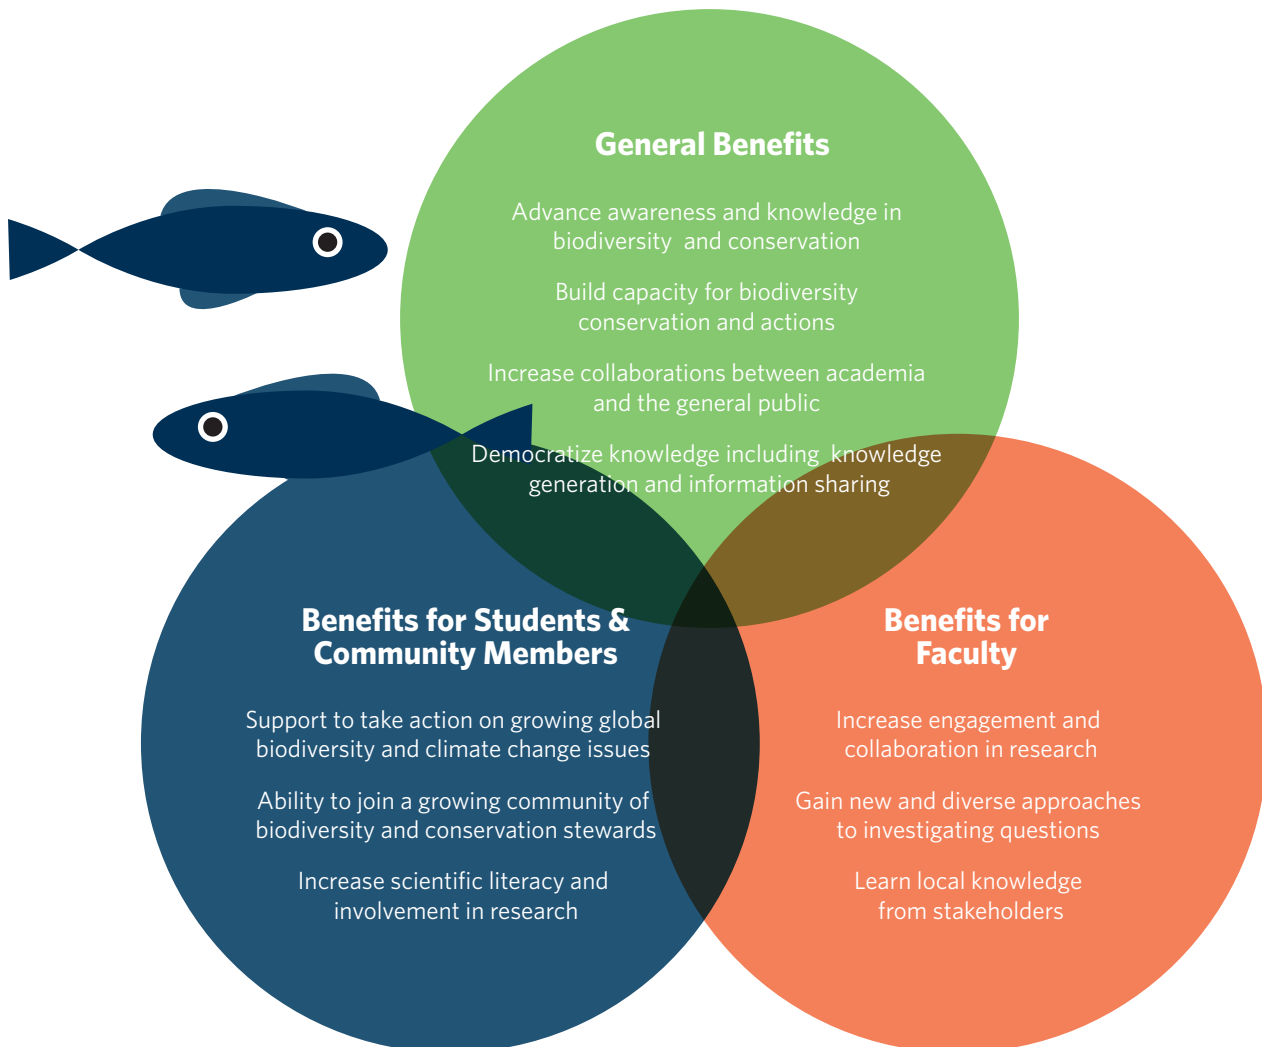 General Benefits
Advance awareness and knowledge in
biodiversity and conservation
Build capacity for biodiversity
conservation and actions
Increase collaborations between academia
and the general public
Democratize knowledge including knowledge
generation and information sharing
Benefits for Students &
Community Members
Support to take action on growing global
biodiversity and climate change issues
Ability to join a growing community of
biodiversity and conservation stewards
Increase scientific literacy and
involvement in research
Benefits for
Faculty
Increase engagement and
collaboration in research
Gain new and diverse approaches
to investigating questions
Learn local knowledge
from stakeholders